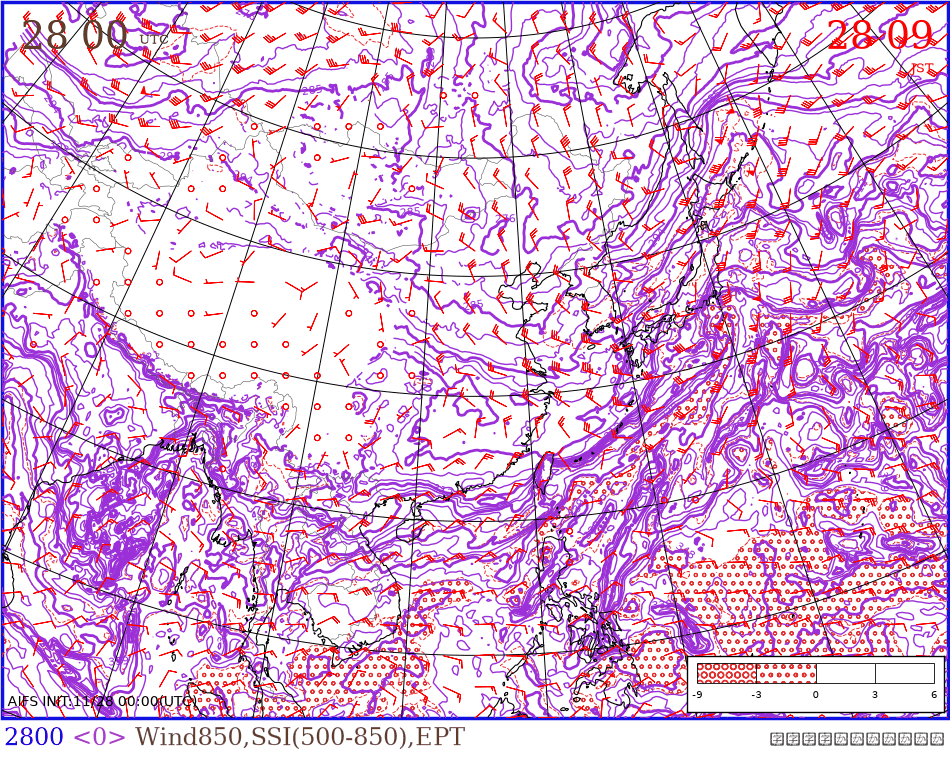 28 00 UTC
28 09
JST
AIFS INIT:11/28 00:00(UTC)
-9 -3 0 3 6
2800 <0> Wind850,SSI(500-850),EPT